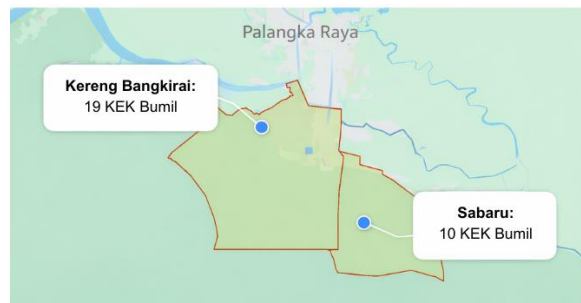 Palangka Raya
Kereng Bangkirai:
19 KEK Bumil
Sabaru:
10 KEK Bumil